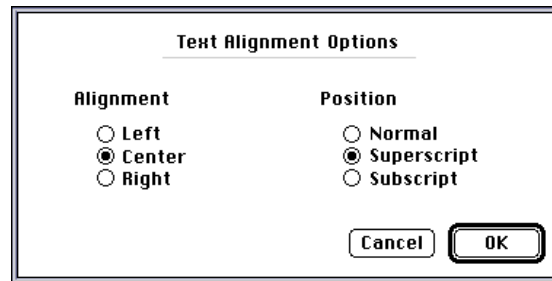 Text Alignment Options
Alignment
Left
Center
Right
Position
Normal
Superscript
Subscript
Cancel
OK